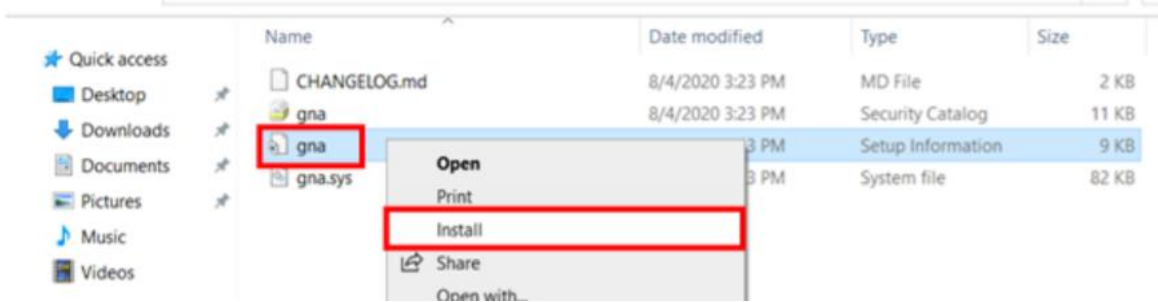 Name Date modified Type Size
Quick access
Desktop
Downloads
Documents
Pictures
Music
Videos
CHANGELOG.md 8/4/2020 3:23 PM MD File 2 KB
gna 8/4/2020 3:23 PM Security Catalog 11 KB
gna 3 PM Setup Information 9 KB
gna.sys 3 PM System file 82 KB
Open
Print
Install
Share
Open with...